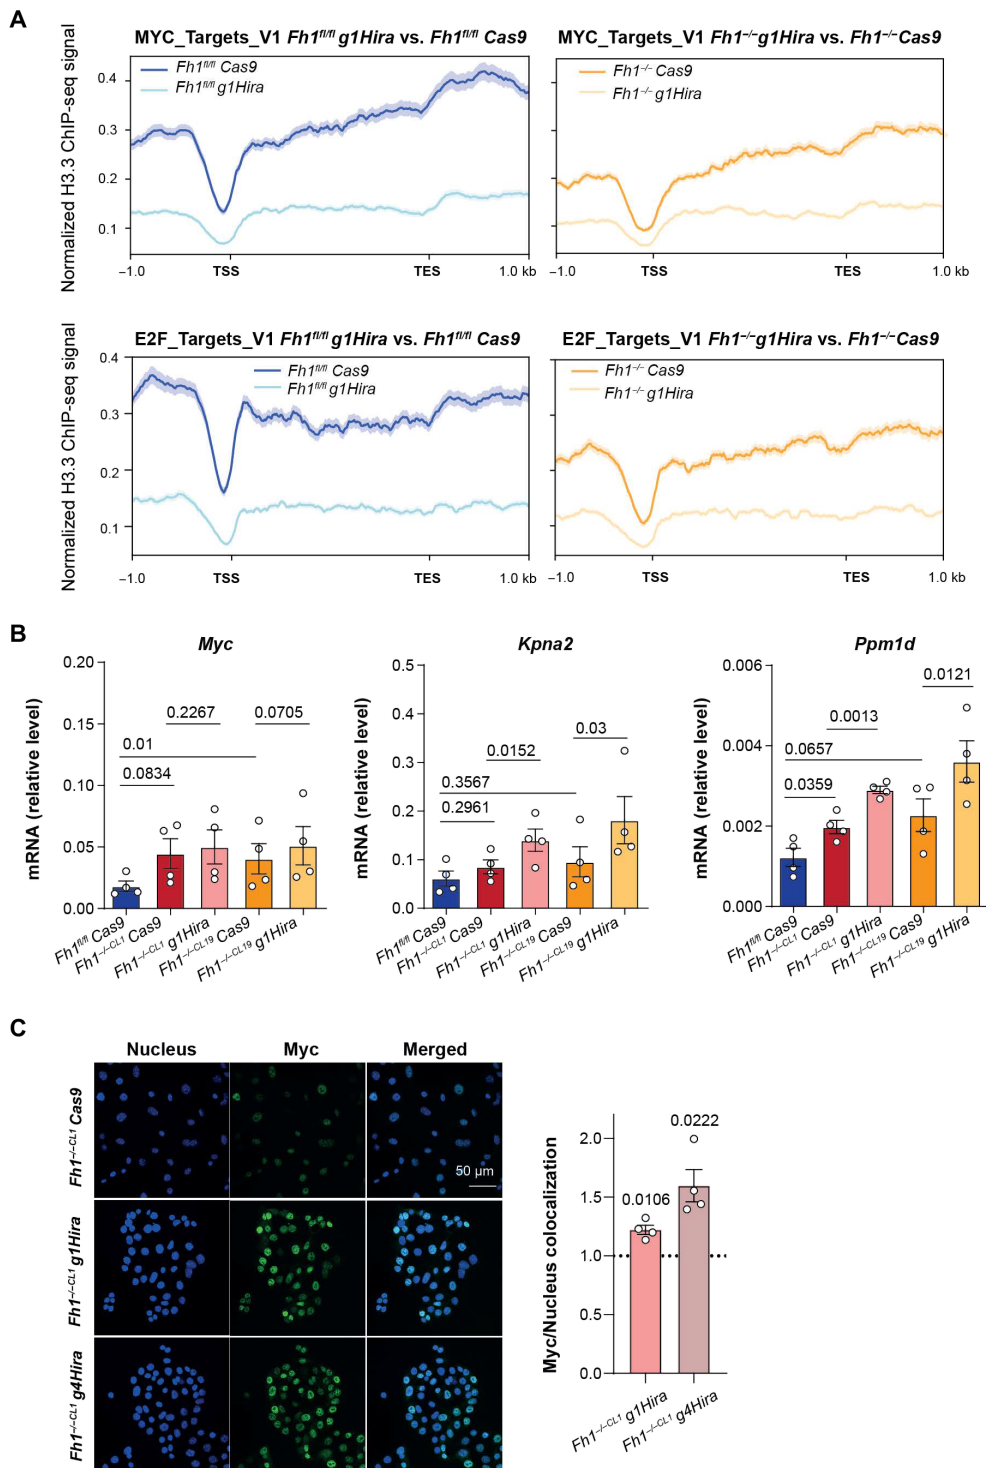 A
MYC_Targets_V1 Fh1fl/fl g1Hira vs. Fh1fl/fl Cas9
MYC_Targets_V1 Fh1–/–g1Hira vs. Fh1–/–Cas9
Normalized H3.3 ChIP-seq signal
0.4
0.3
0.2
0.1
Fh1fl/fl Cas9
Fh1fl/fl g1Hira
Fh1–/– Cas9
Fh1–/– g1Hira
–1.0 TSS TES 1.0 kb
–1.0 TSS TES 1.0 kb
E2F_Targets_V1 Fh1fl/fl g1Hira vs. Fh1fl/fl Cas9
E2F_Targets_V1 Fh1–/–g1Hira vs. Fh1–/–Cas9
Normalized H3.3 ChIP-seq signal
0.4
0.3
0.2
0.1
Fh1fl/fl Cas9
Fh1fl/fl g1Hira
Fh1–/– Cas9
Fh1–/– g1Hira
–1.0 TSS TES 1.0 kb
–1.0 TSS TES 1.0 kb
B
Myc
mRNA (relative level)
0.20
0.15
0.10
0.05
0.00
0.2267
0.0705
0.01
0.0834
Fh1fl/fl Cas9
Fh1–/–CL1 Cas9
Fh1–/–CL1 g1Hira
Fh1–/–CL19 Cas9
Fh1–/–CL19 g1Hira
Kpna2
mRNA (relative level)
0.5
0.4
0.3
0.2
0.1
0.0
0.03
0.0152
0.3567
0.2961
Fh1fl/fl Cas9
Fh1–/–CL1 Cas9
Fh1–/–CL1 g1Hira
Fh1–/–CL19 Cas9
Fh1–/–CL19 g1Hira
Ppm1d
mRNA (relative level)
0.006
0.004
0.002
0.000
0.0121
0.0013
0.0657
0.0359
Fh1fl/fl Cas9
Fh1–/–CL1 Cas9
Fh1–/–CL1 g1Hira
Fh1–/–CL19 Cas9
Fh1–/–CL19 g1Hira
C
Nucleus Myc Merged
Fh1–/–CL1 Cas9
50 µm
Fh1–/–CL1 g1Hira
Fh1–/–CL1 g4Hira
Myc/Nucleus colocalization
2.0
1.5
1.0
0.5
0.0
0.0222
0.0106
Fh1–/–CL1 g1Hira
Fh1–/–CL1 g4Hira